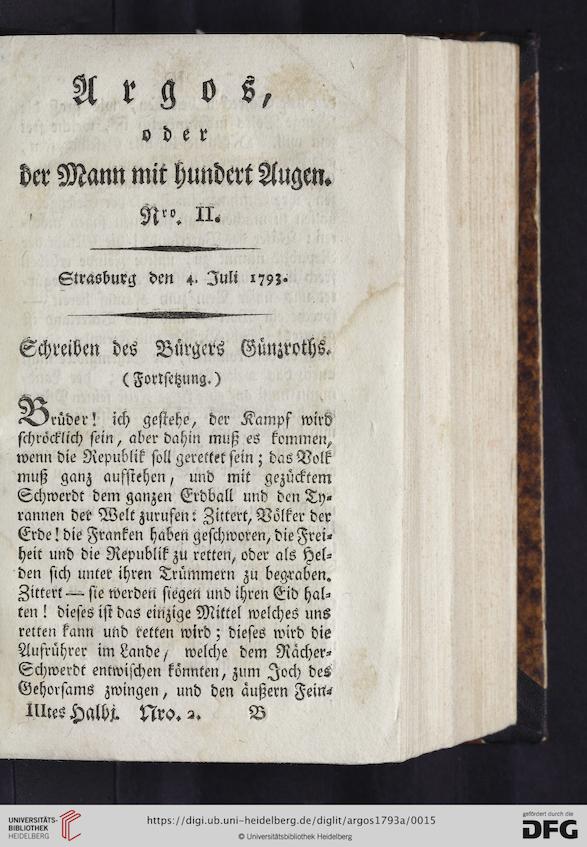 Argos,
oder
der Mann mit hundert Augen.
Nro. II.
Strasburg den 4. Juli 1793.
Schreiben des Bürgers Günzroths.
(Fortsetzung.)
Brüder! ich gestehe, der Kampf wird
schröcklich sein, aber dahin muß es kommen,
wenn die Republik soll gerettet sein; das Volk
muß ganz aufstehen, und mit gezücktem
Schwerdt dem ganzen Erdball und den Ty-
rannen der Welt zurufen: Zittert, Völker der
Erde! die Franken haben geschworen, die Frei-
heit und die Republik zu retten, oder als Hel-
den sich unter ihren Trümmern zu begraben.
Zittert — sie werden siegen und ihren Eid hal-
ten! dieses ist das einzige Mittel welches uns
retten kann und retten wird; dieses wird die
Aufrührer im Lande, welche dem Rächer-
Schwerdt entwischen könnten, zum Joch des
Gehorsams zwingen, und den äußern Fein-
IIItes Halbj. Nro. 2. B
UNIVERSITÄTS-
BIBLIOTHEK
HEIDELBERG
https://digi.ub.uni-heidelberg.de/diglit/argos1793a/0015
© Universitätsbibliothek Heidelberg
gefördert durch die
DFG